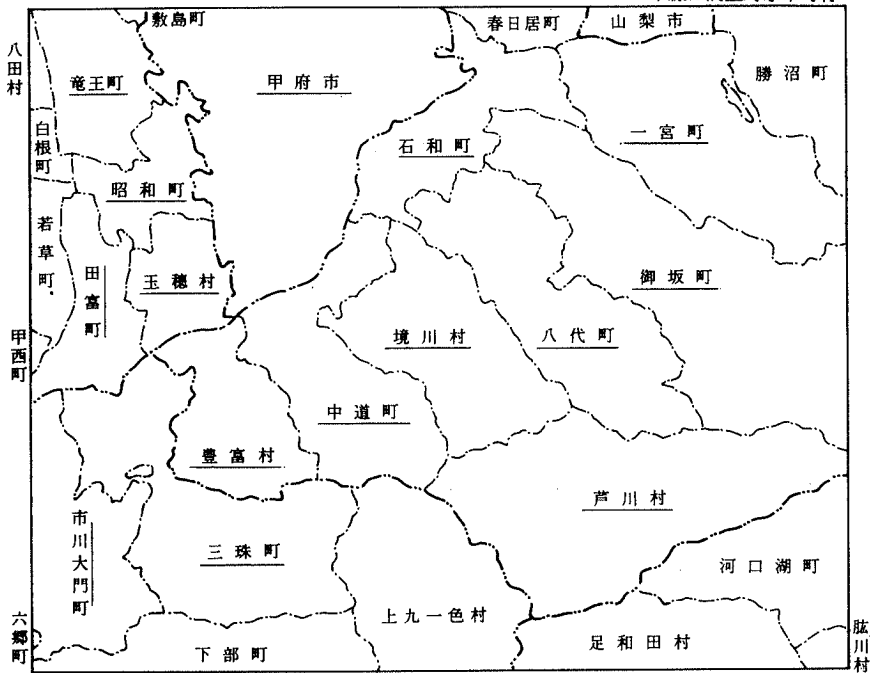 敷島町
春日居町
山梨市
八田村
竜王町
甲府市
勝沼町
白根町
石和町
一宮町
昭和町
若草町
田富町
玉穂村
御坂町
甲西町
境川村
八代町
中道町
豊富村
芦川村
市川大門町
三珠町
河口湖町
六郷町
上九一色村
足和田村
下部町
肱川村